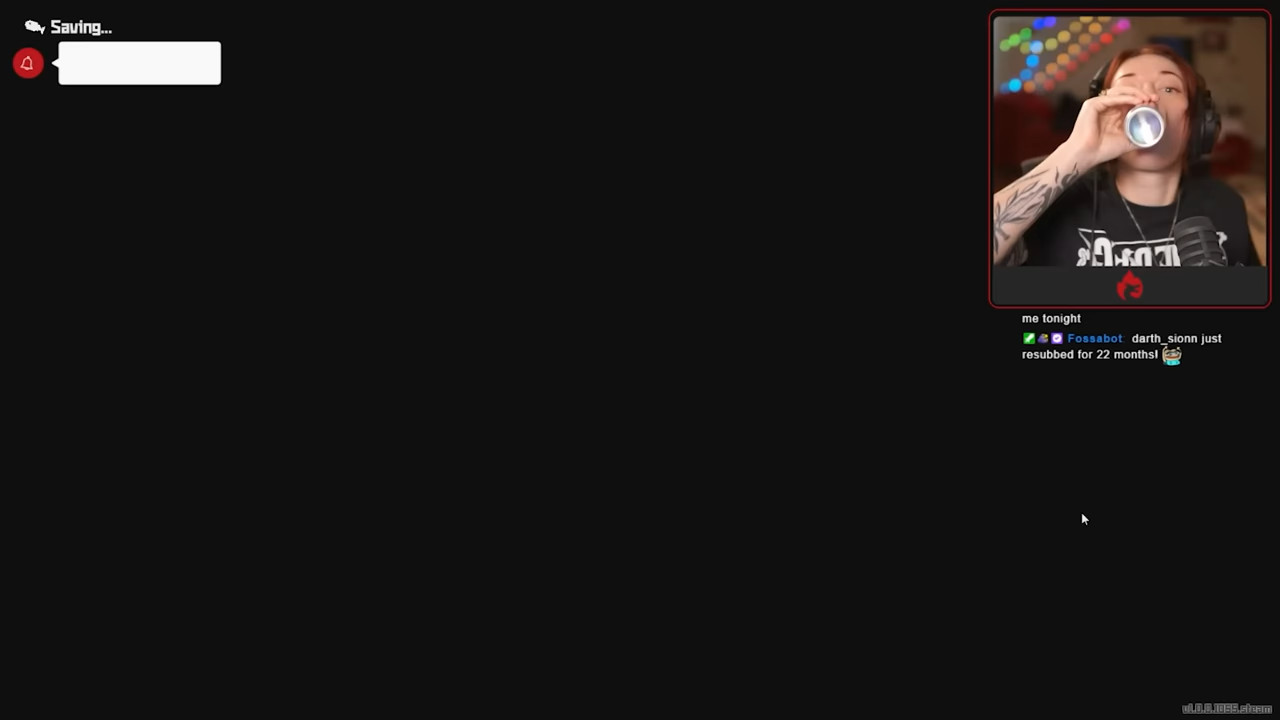 Saving...
me tonight
Fossabot: darth_sionn just
resubbed for 22 months!